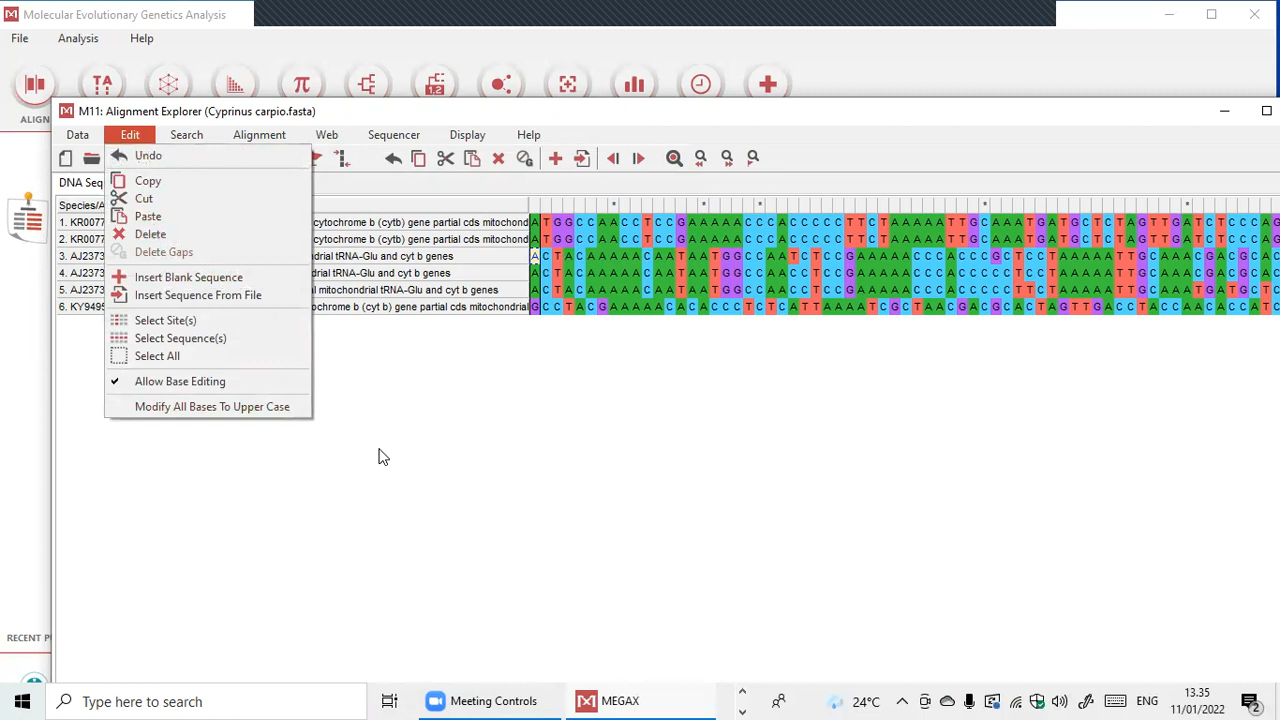 Molecular Evolutionary Genetics Analysis
File Analysis Help
TA
π
1.2
ALIGN
M11: Alignment Explorer (Cyprinus carpio.fasta)
Data Edit Search Alignment Web Sequencer Display Help
Undo
DNA Seq
Copy
Species/A
Cut
1. KR0077 cytochrome b (cytb) gene partial cds mitochond
Paste
2. KR0077 cytochrome b (cytb) gene partial cds mitochond
Delete
3. AJ2373 drial tRNA-Glu and cyt b genes
Delete Gaps
4. AJ2373 ndrial tRNA-Glu and cyt b genes
Insert Blank Sequence
5. AJ2373 l mitochondrial tRNA-Glu and cyt b genes
Insert Sequence From File
6. KY9495 ochrome b (cyt b) gene partial cds mitochondrial
Select Site(s)
Select Sequence(s)
Select All
Allow Base Editing
Modify All Bases To Upper Case
RECENT P
Type here to search
Meeting Controls
MEGAX
24°C
ENG
13.35
11/01/2022
2